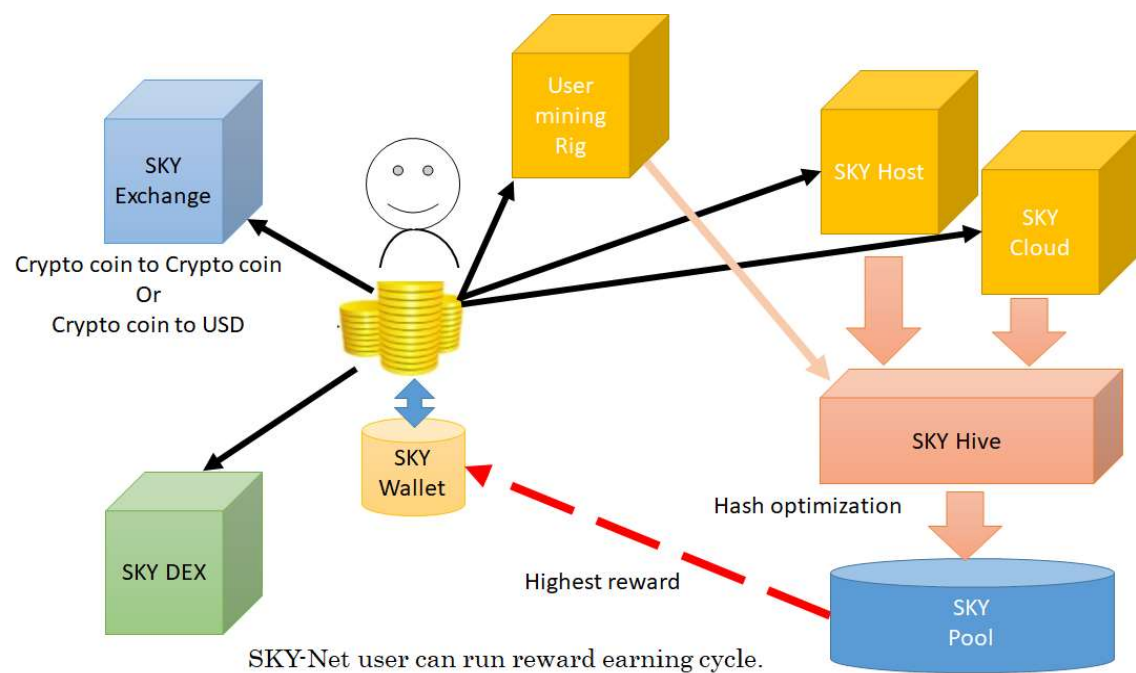 User
mining
Rig
SKY
Exchange
SKY Host
SKY
Cloud
Crypto coin to Crypto coin
Or
Crypto coin to USD
SKY
Wallet
SKY Hive
Hash optimization
SKY DEX
Highest reward
SKY
Pool
SKY-Net user can run reward earning cycle.